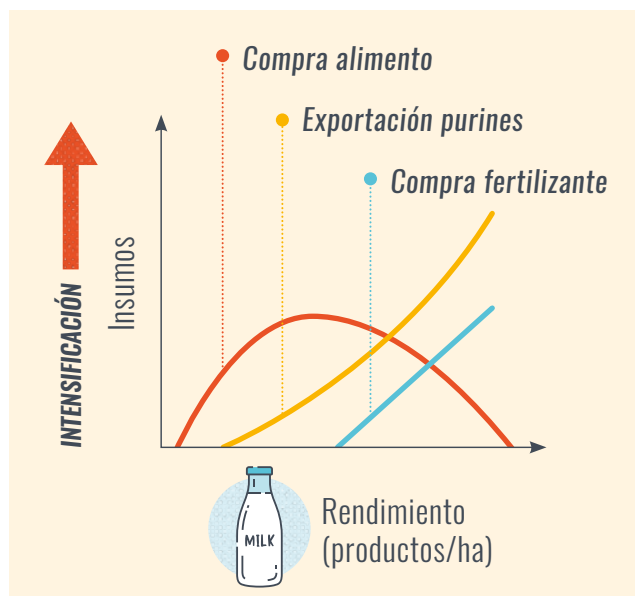 Compra alimento
Exportación purines
Compra fertilizante
INTENSIFICACIÓN
Insumos
MILK
Rendimiento
(productos/ha)